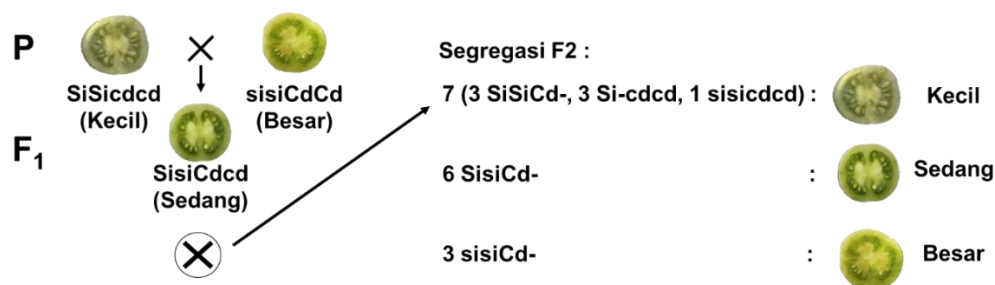 P
SiSicdcd
(Kecil)
sisiCdCd
(Besar)
F1
SisiCdcd
(Sedang)
Segregasi F2 :
7 (3 SiSiCd-, 3 Si-cdcd, 1 sisicdcd) : Kecil
6 SisiCd- : Sedang
3 sisiCd- : Besar